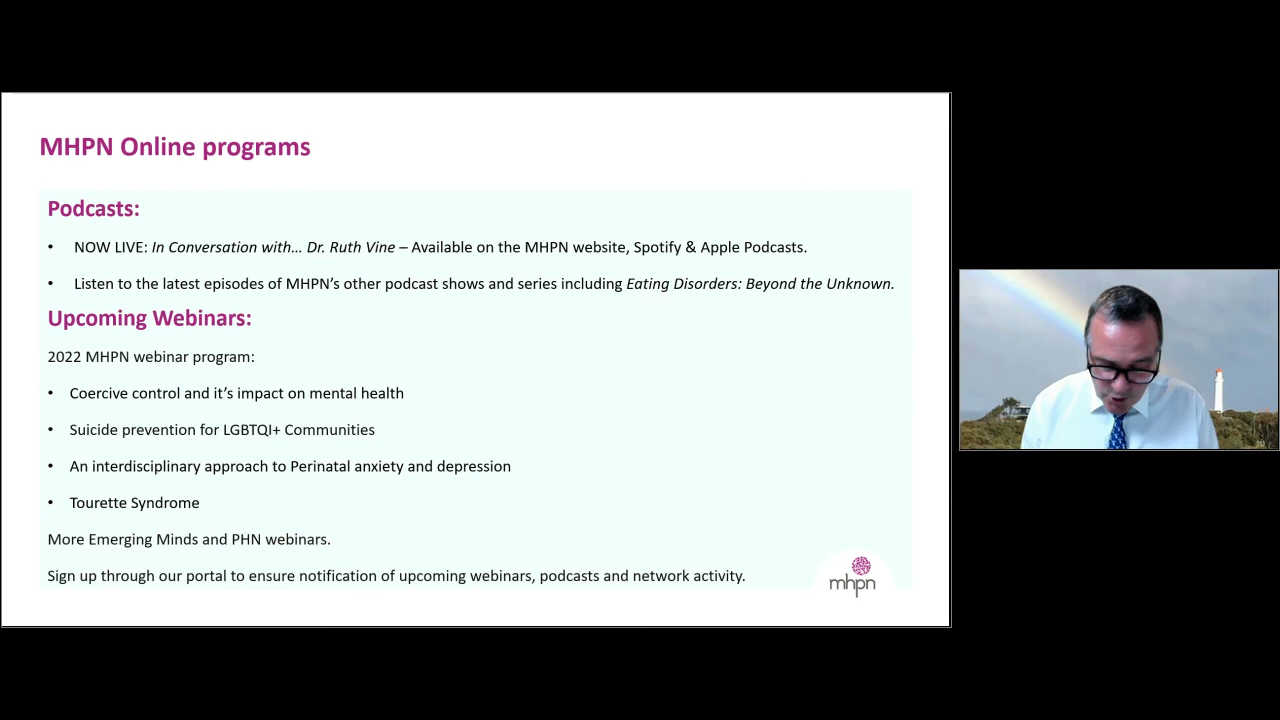 MHPN Online programs
Podcasts:
• NOW LIVE: In Conversation with... Dr. Ruth Vine – Available on the MHPN website, Spotify & Apple Podcasts.
• Listen to the latest episodes of MHPN’s other podcast shows and series including Eating Disorders: Beyond the Unknown.
Upcoming Webinars:
2022 MHPN webinar program:
• Coercive control and it’s impact on mental health
• Suicide prevention for LGBTQI+ Communities
• An interdisciplinary approach to Perinatal anxiety and depression
• Tourette Syndrome
More Emerging Minds and PHN webinars.
Sign up through our portal to ensure notification of upcoming webinars, podcasts and network activity.
mhpn